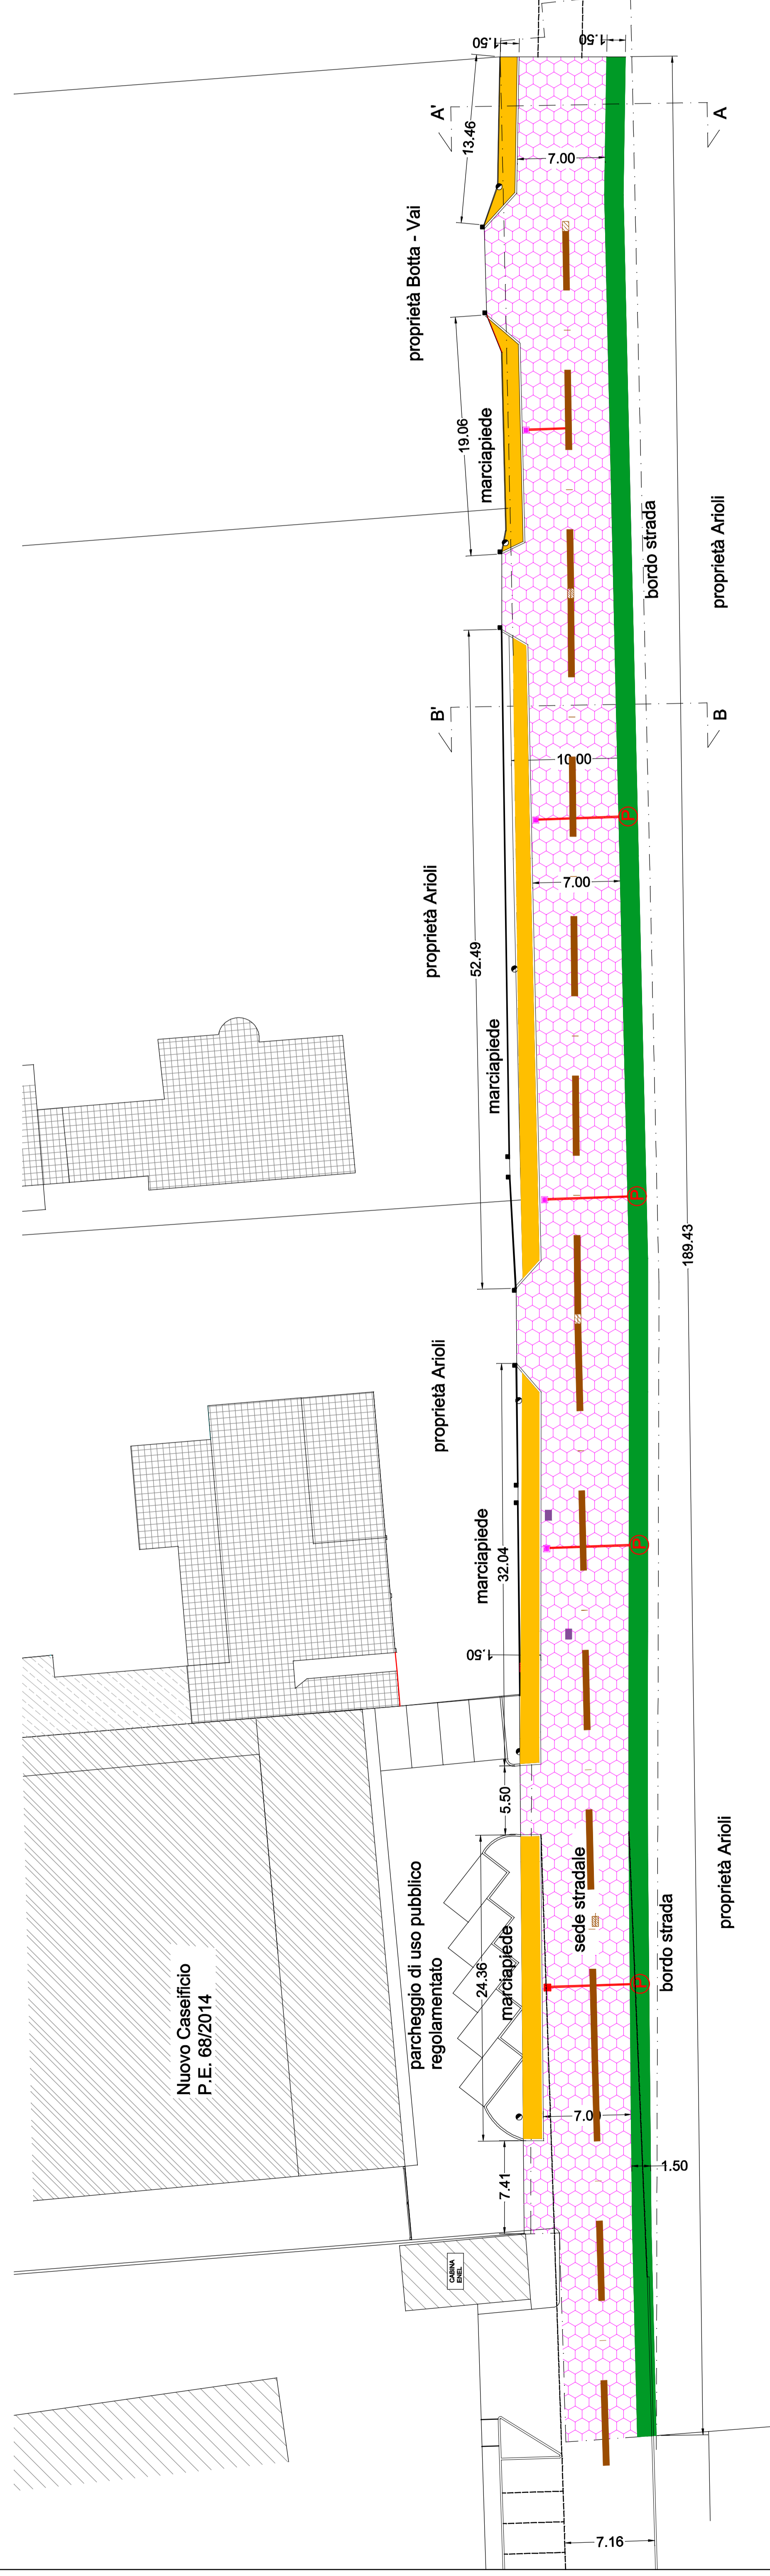 1.50
1.50
A'
A
13.46
7.00
proprietà Botta - Vai
19.06
marciapiede
bordo strada
proprietà Arioli
B'
B
10.00
P
proprietà Arioli
7.00
52.49
marciapiede
P
189.43
proprietà Arioli
marciapiede
32.04
P
1.50
5.50
sede stradale
proprietà Arioli
bordo strada
parcheggio di uso pubblico
regolamentato
24.36
marciapiede
Nuovo Caseificio
P.E. 68/2014
P
7.00
1.50
7.41
CABINA
ENEL
7.16